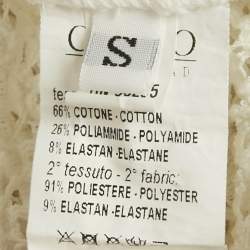 S
66% COTONE - COTTON
26% POLIAMMIDE - POLYAMIDE
8% ELASTAN - ELASTANE
2° tessuto - 2° fabric:
91% POLIESTERE - POLYESTER
9% ELASTAN - ELASTANE